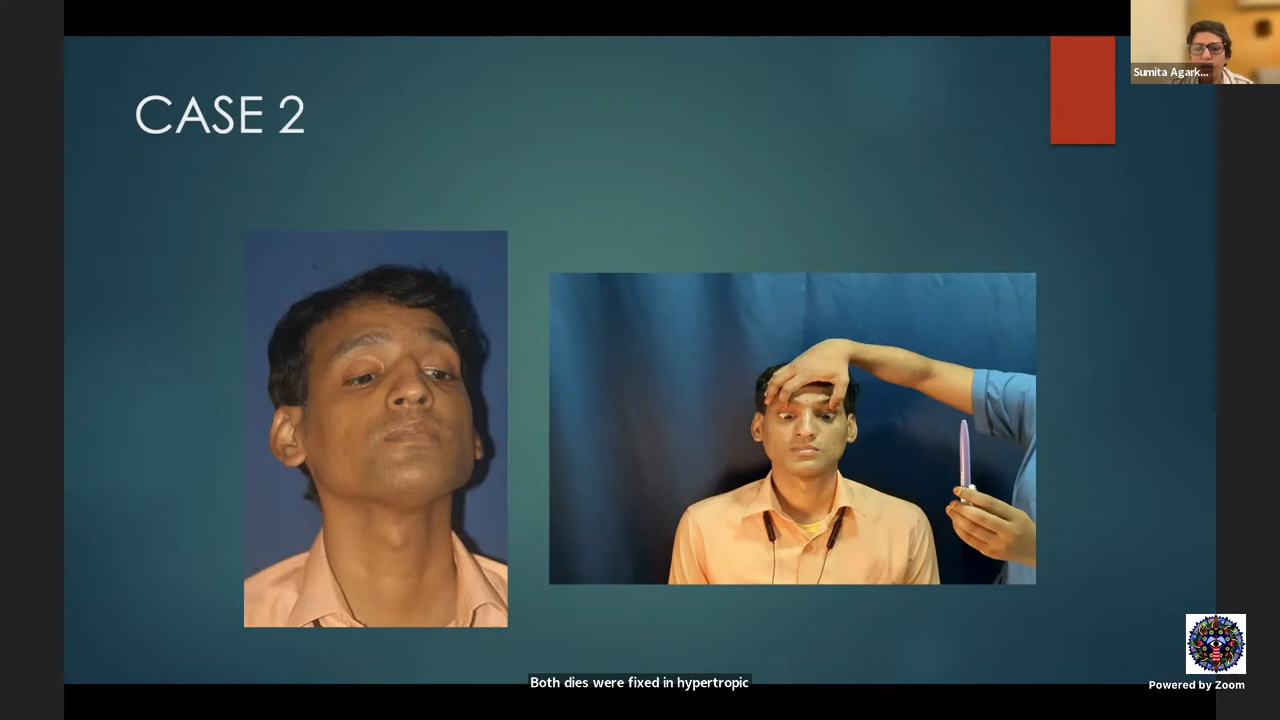 CASE 2
Sumita Agark...
Both dies were fixed in hypertropic
Powered by Zoom